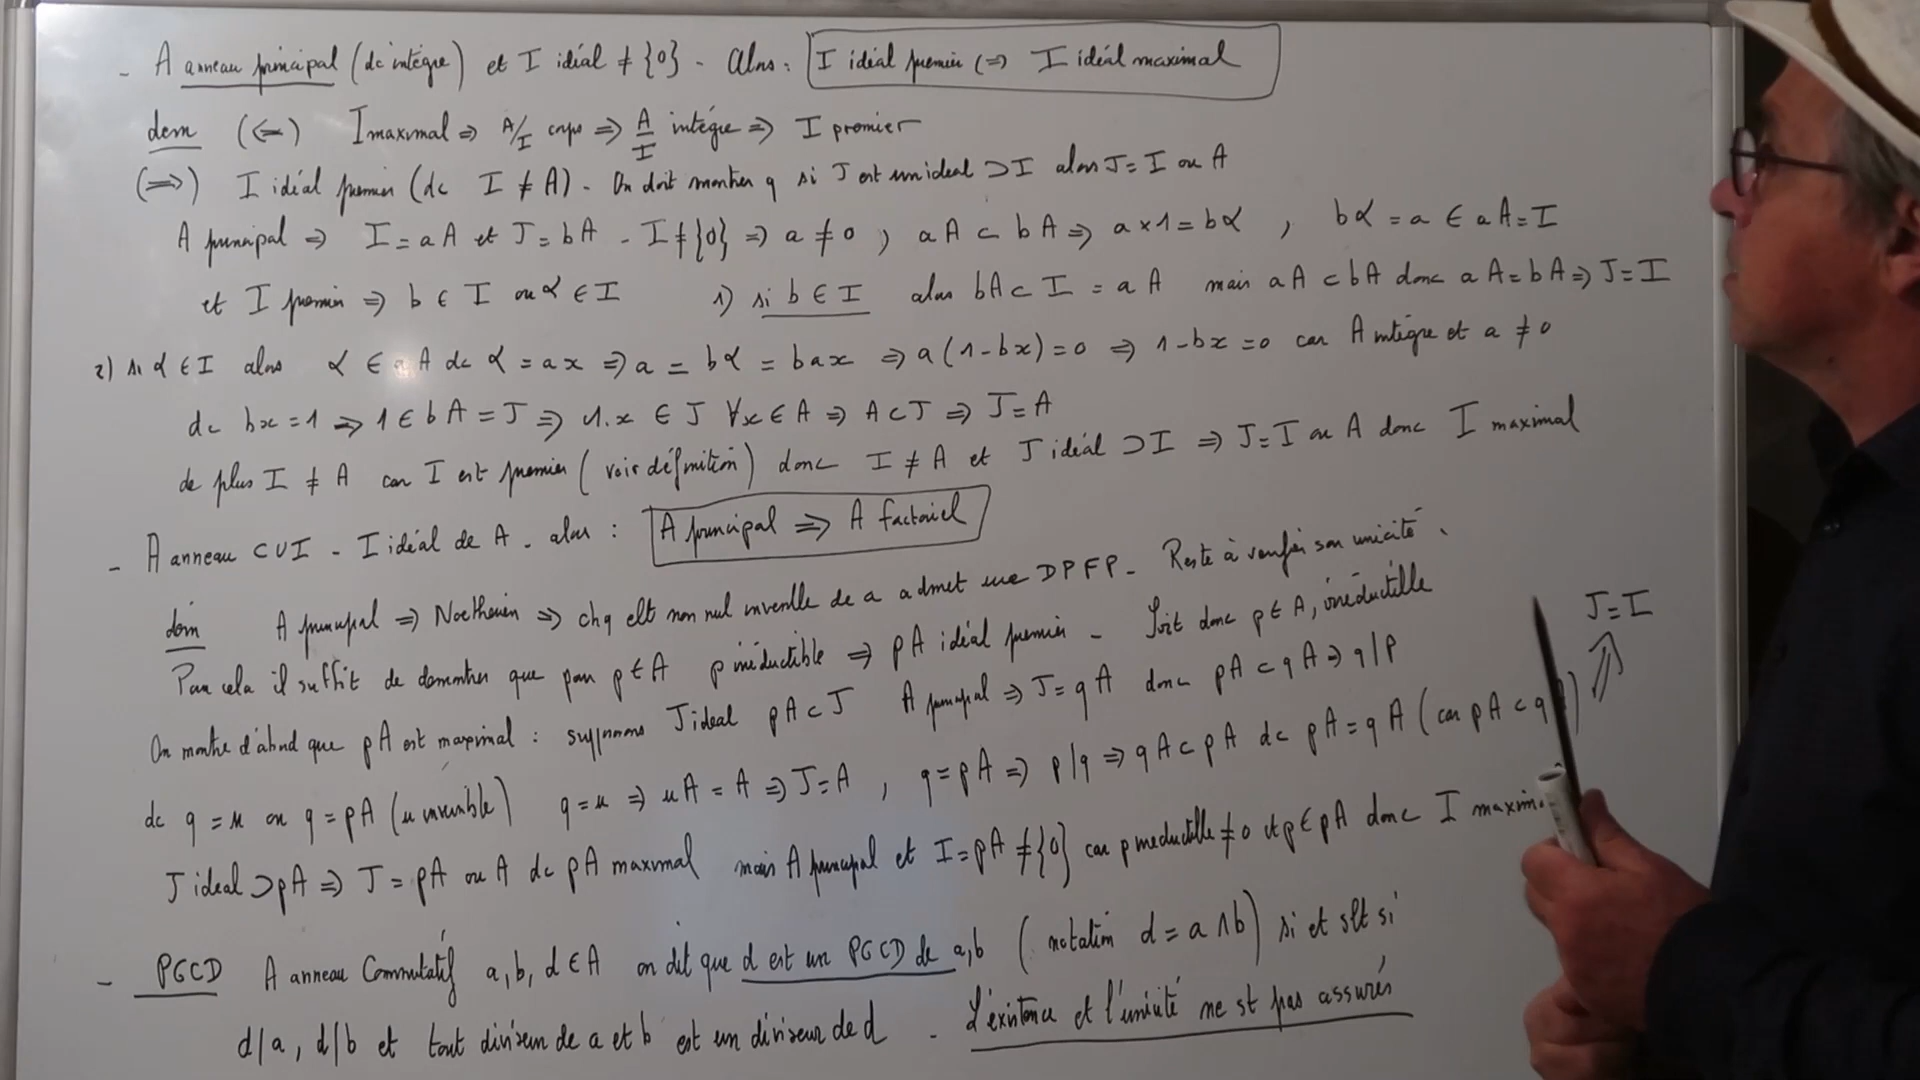 - A anneau principal (dc intègre) et I idéal ≠ {0} - Alors : I idéal premier ⇔ I idéal maximal
dem (⇐) I maximal ⇒ A/I corps ⇒ A/I intègre ⇒ I premier
(⇒) I idéal premier (dc I ≠ A) - On doit montrer q si J est un idéal ⊃ I alors J = I ou A
A principal ⇒ I = aA et J = bA - I ≠ {0} ⇒ a ≠ 0 , aA ⊂ bA ⇒ a × 1 = bα , bα = a ∈ aA = I
et I premier ⇒ b ∈ I ou α ∈ I 1) si b ∈ I alors bA ⊂ I = aA mais aA ⊂ bA donc aA = bA ⇒ J = I
2) si α ∈ I alors α ∈ aA dc α = ax ⇒ a = bα = bax ⇒ a(1-bx) = 0 ⇒ 1-bx = 0 car A intègre et a ≠ 0
dc bx = 1 ⇒ 1 ∈ bA = J ⇒ 1.x ∈ J ∀x ∈ A ⇒ A ⊂ J ⇒ J = A
de plus I ≠ A car I est premier (voir définition) donc I ≠ A et J idéal ⊃ I ⇒ J = I ou A donc I maximal
- A anneau CUI - I idéal de A - alors : A principal ⇒ A factoriel
dém A principal ⇒ Noetherien ⇒ chq elt non nul inversble de a admet une DPFP - Reste à vérifier son unicité.
Pour cela il suffit de démontrer que pour p ∈ A p irréductible ⇒ pA idéal premier - Soit donc p ∈ A, irréductible
On montre d'abord que pA est maximal : supposons J idéal pA ⊂ J A principal ⇒ J = qA donc pA ⊂ qA ⇒ q|p
dc q = u ou q = pA (u inversible) q = u ⇒ uA = A ⇒ J = A , q = pA ⇒ p|q ⇒ qA ⊂ pA dc pA = qA (car pA ⊂ q ) ⇒ J = I
J idéal ⊃ pA ⇒ J = pA ou A dc pA maximal mais A principal et I = pA ≠ {0} car p irreductible ≠ 0 et p ∈ pA donc I maxim
- PGCD A anneau Commutatif a, b, d ∈ A on dit que d est un PGCD de a, b (notation d = a ∧ b) si et slt si
d|a, d|b et tout diviseur de a et b est un diviseur de d - L'existence et l'unicité ne st pas assurés